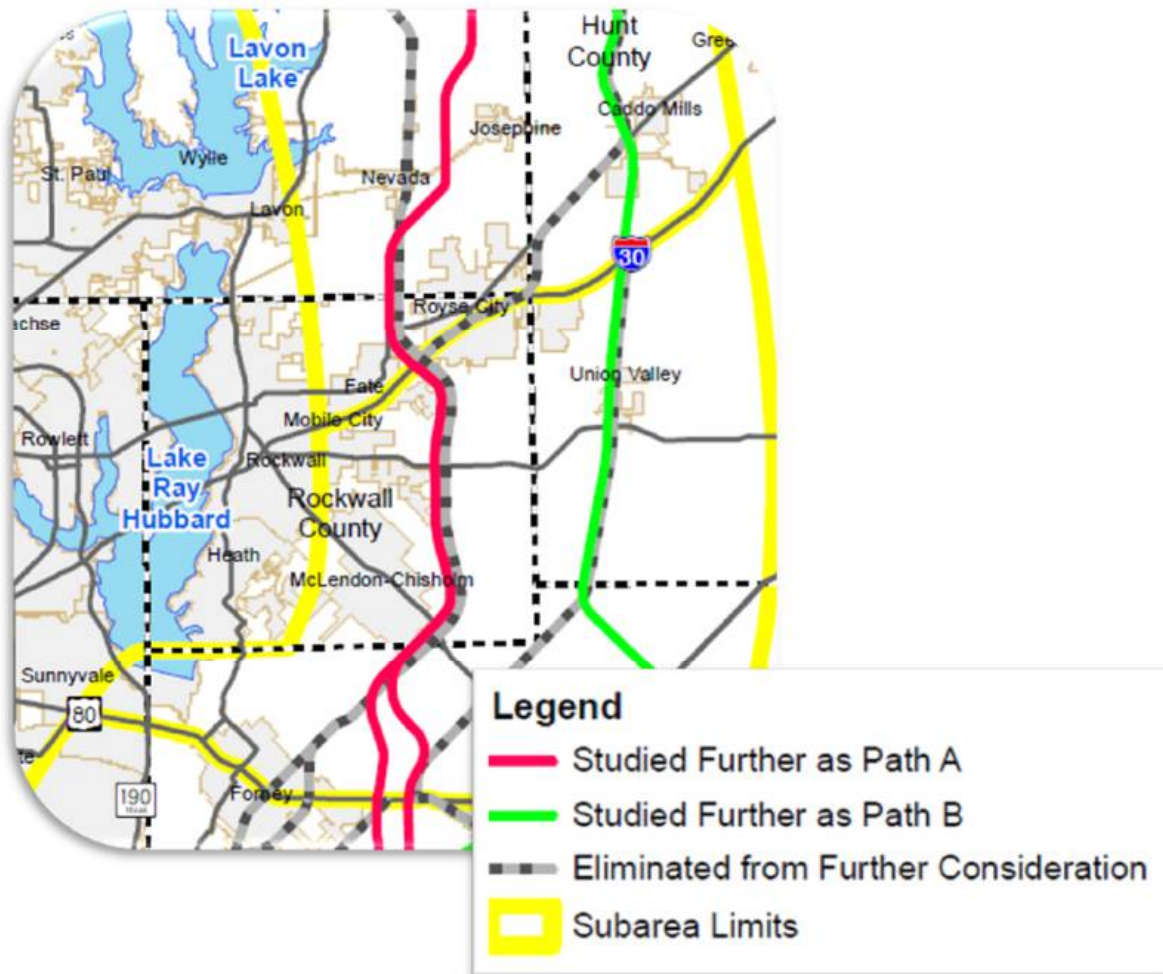 Hunt
County
Lavon
Lake
Gree
Caddo Mills
Josephine
Wylie
St. Paul
Nevada
Lavon
30
Royse City
achse
Union Valley
Fate
Mobile City
Rowlett
Rockwall
Lake
Ray
Hubbard
Rockwall
County
Heath
McLendon-Chisholm
Sunnyvale
80
190
Forney
Legend
Studied Further as Path A
Studied Further as Path B
Eliminated from Further Consideration
Subarea Limits